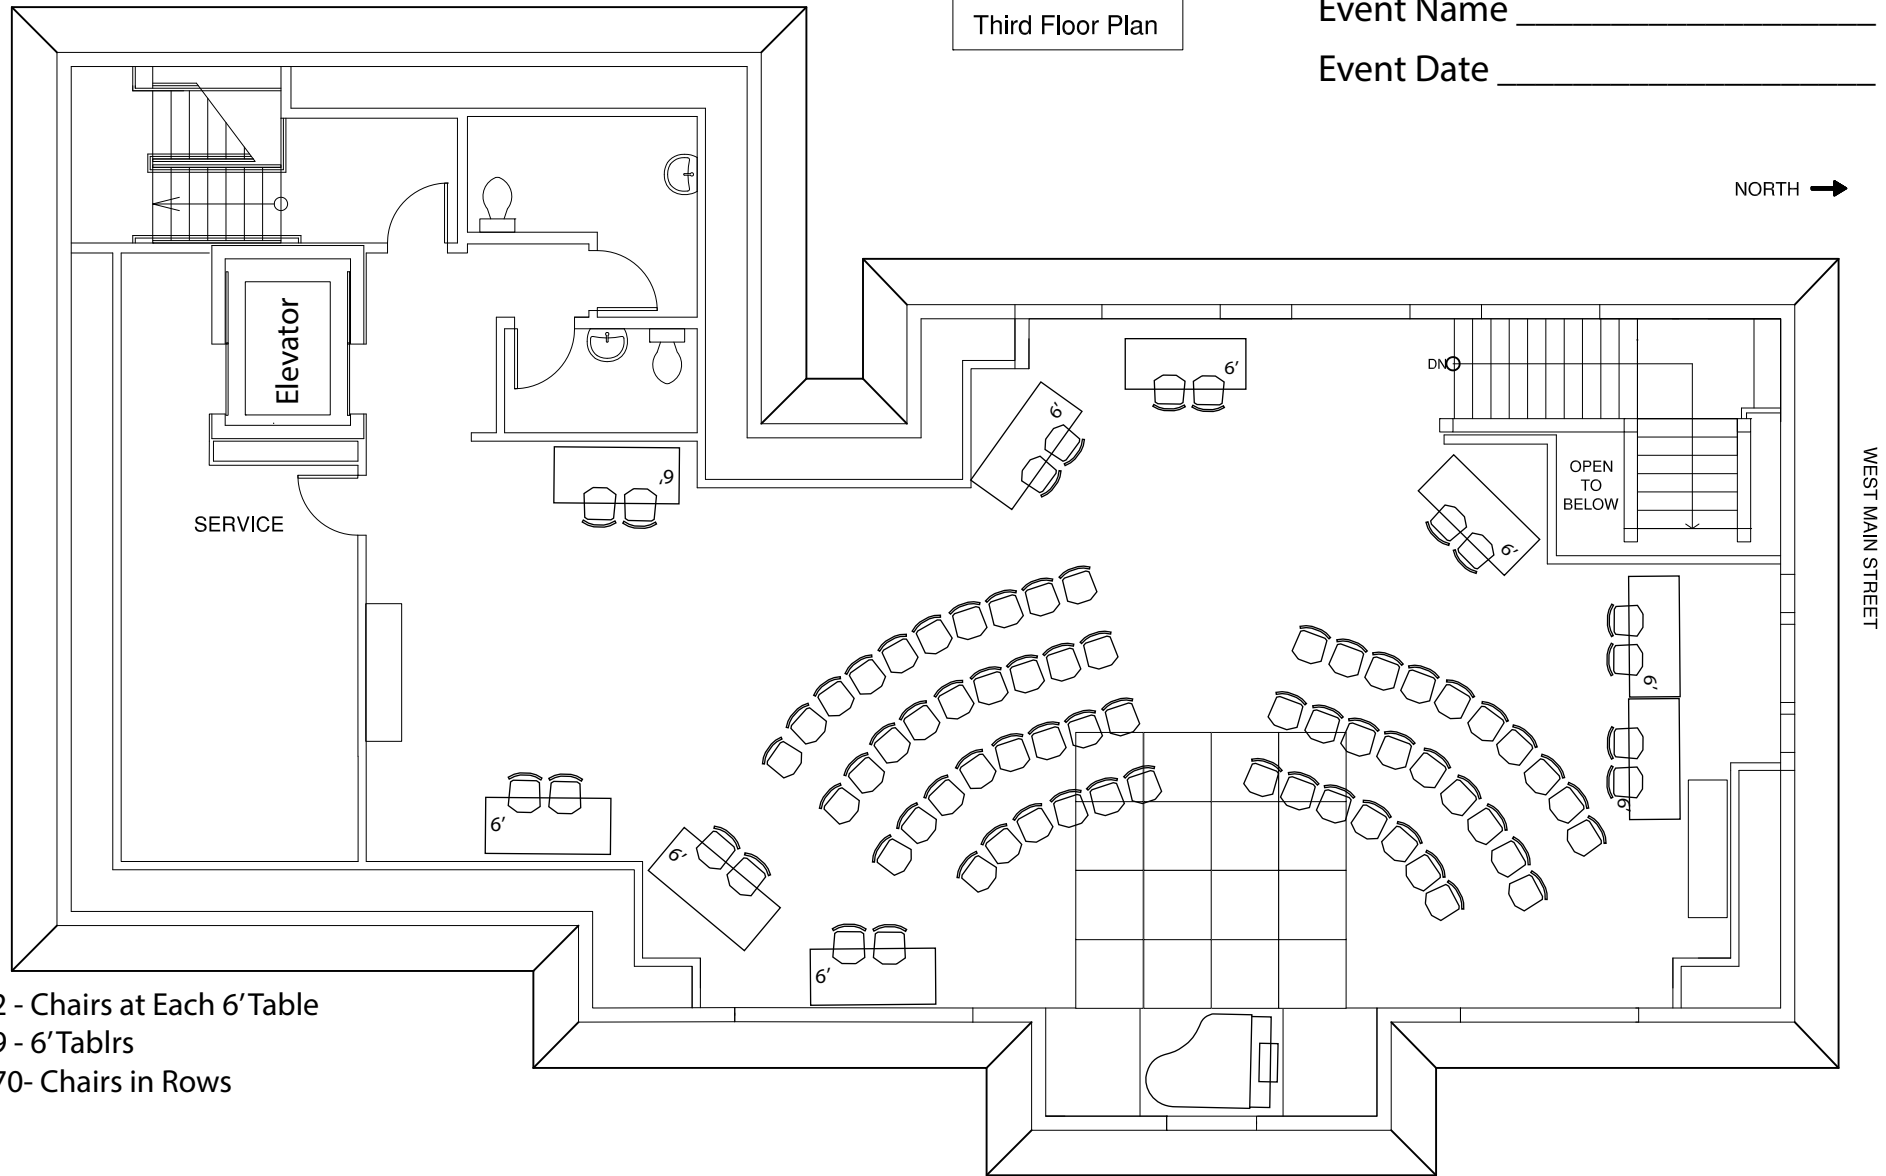 Third Floor Plan
Event Name ___________________
Event Date ____________________
NORTH
Elevator
6'
6'
DN
6'
OPEN
TO
BELOW
WEST MAIN STREET
SERVICE
6'
6'
6'
6'
6'
6'
2 - Chairs at Each 6' Table
9 - 6' Tablrs
70- Chairs in Rows